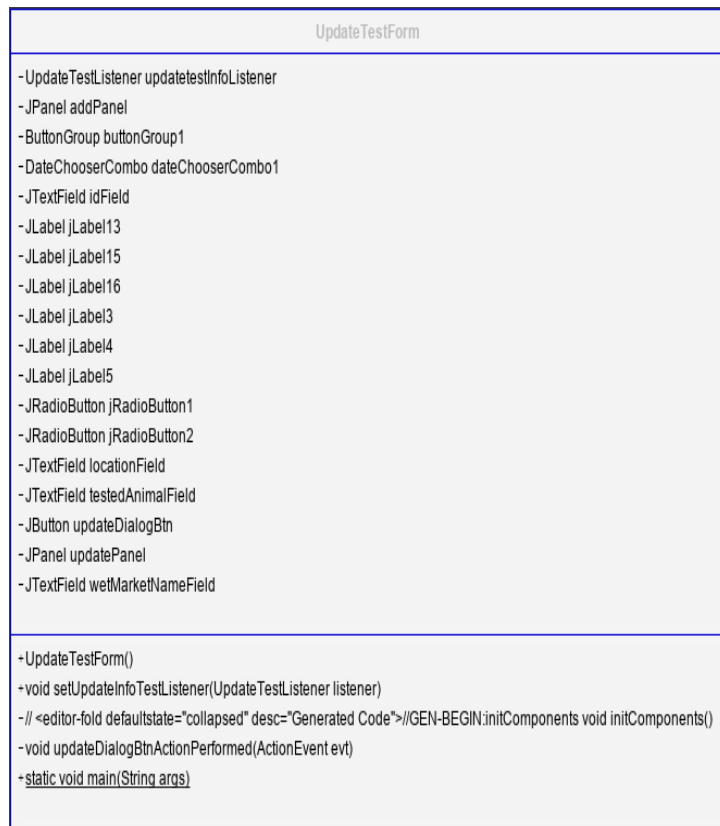 UpdateTestForm
-UpdateTestListener updatetestInfoListener
-JPanel addPanel
-ButtonGroup buttonGroup1
-DateChooserCombo dateChooserCombo1
-JTextField idField
-JLabel jLabel13
-JLabel jLabel15
-JLabel jLabel16
-JLabel jLabel3
-JLabel jLabel4
-JLabel jLabel5
-JRadioButton jRadioButton1
-JRadioButton jRadioButton2
-JTextField locationField
-JTextField testedAnimalField
-JButton updateDialogBtn
-JPanel updatePanel
-JTextField wetMarketNameField
+UpdateTestForm()
+void setUpdateInfoTestListener(UpdateTestListener listener)
-// <editor-fold defaultstate="collapsed" desc="Generated Code">//GEN-BEGIN:initComponents void initComponents()
-void updateDialogBtnActionPerformed(ActionEvent evt)
+static void main(String args)